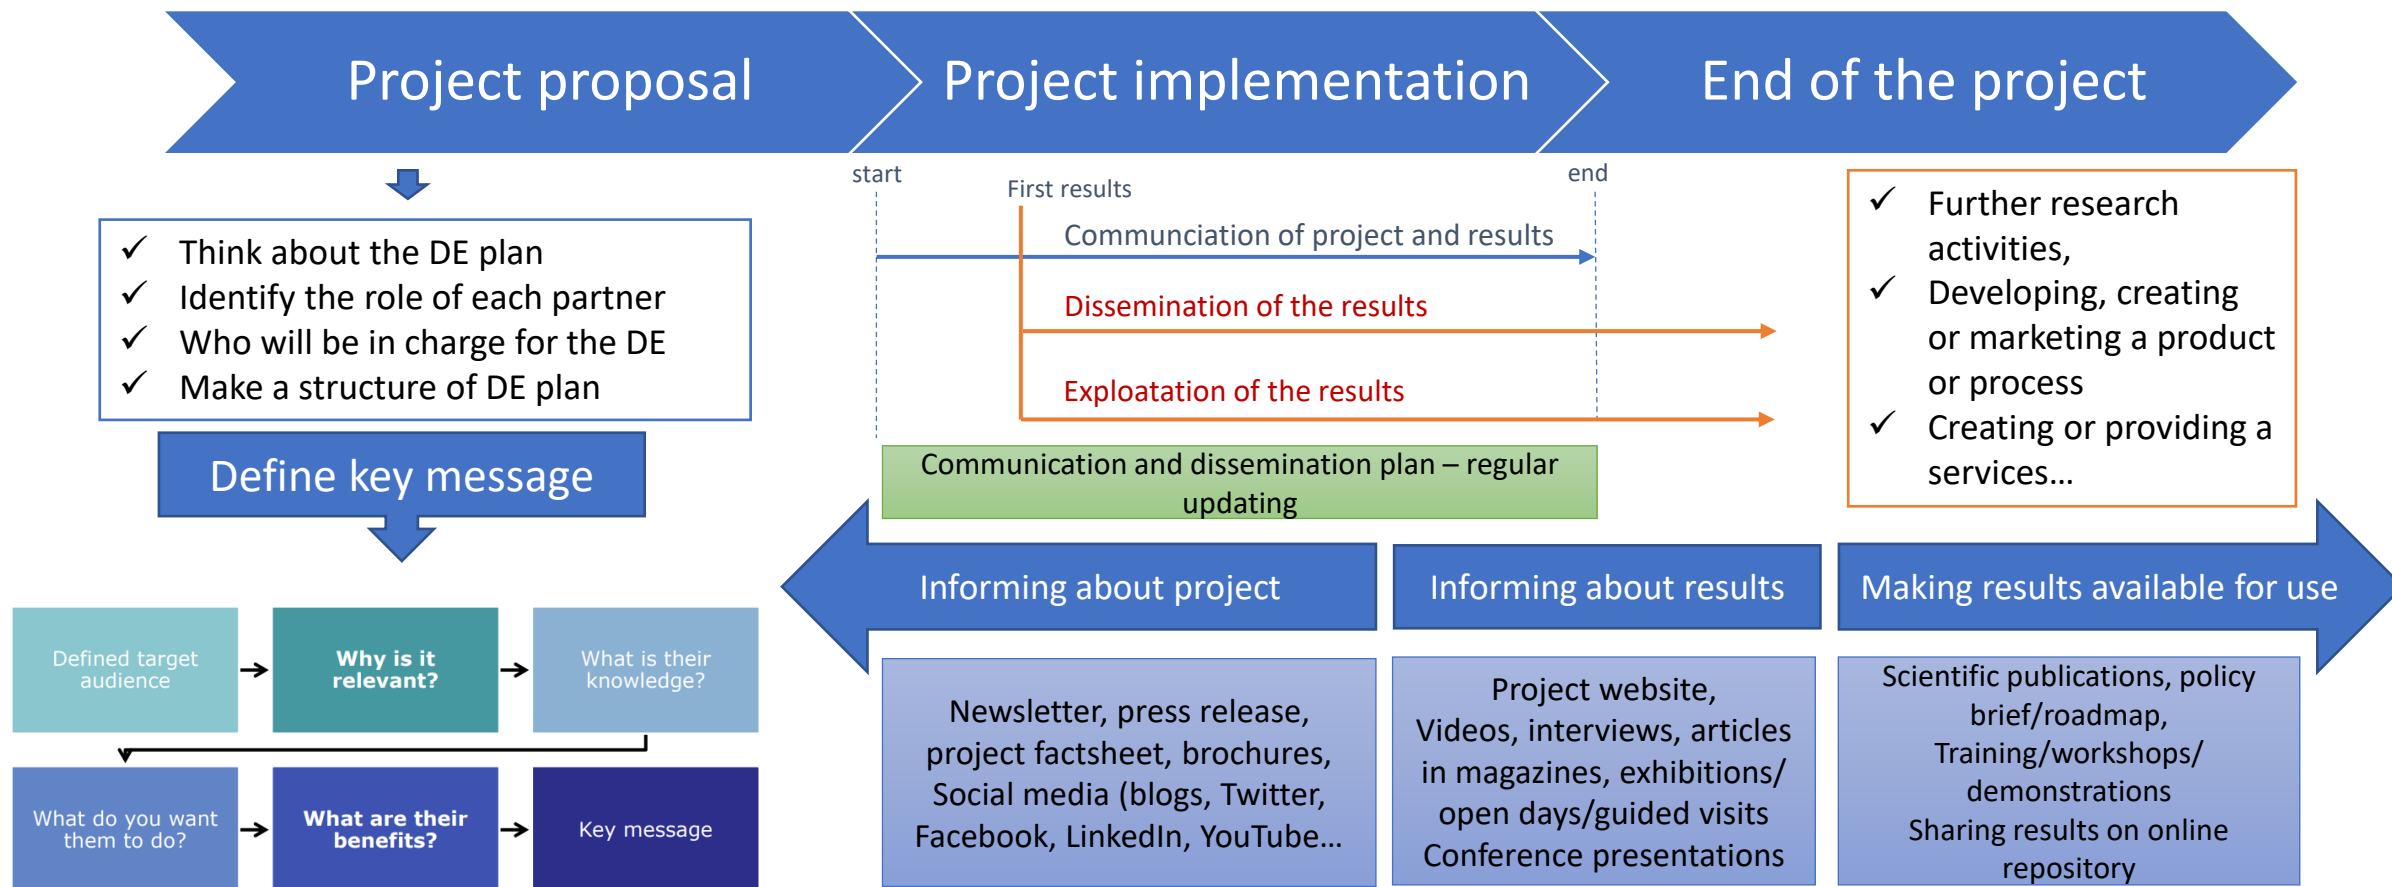 Project proposal
Project implementation
End of the project
✓ Think about the DE plan
✓ Identify the role of each partner
✓ Who will be in charge for the DE
✓ Make a structure of DE plan
Define key message
Defined target
audience
Why is it
relevant?
What is their
knowledge?
What do you want
them to do?
What are their
benefits?
Key message
start
First results
end
Communciation of project and results
Dissemination of the results
Exploatation of the results
Communication and dissemination plan – regular
updating
✓ Further research
activities,
✓ Developing, creating
or marketing a product
or process
✓ Creating or providing a
services...
Informing about project
Informing about results
Making results available for use
Newsletter, press release,
project factsheet, brochures,
Social media (blogs, Twitter,
Facebook, LinkedIn, YouTube...
Project website,
Videos, interviews, articles
in magazines, exhibitions/
open days/guided visits
Conference presentations
Scientific publications, policy
brief/roadmap,
Training/workshops/
demonstrations
Sharing results on online
repository